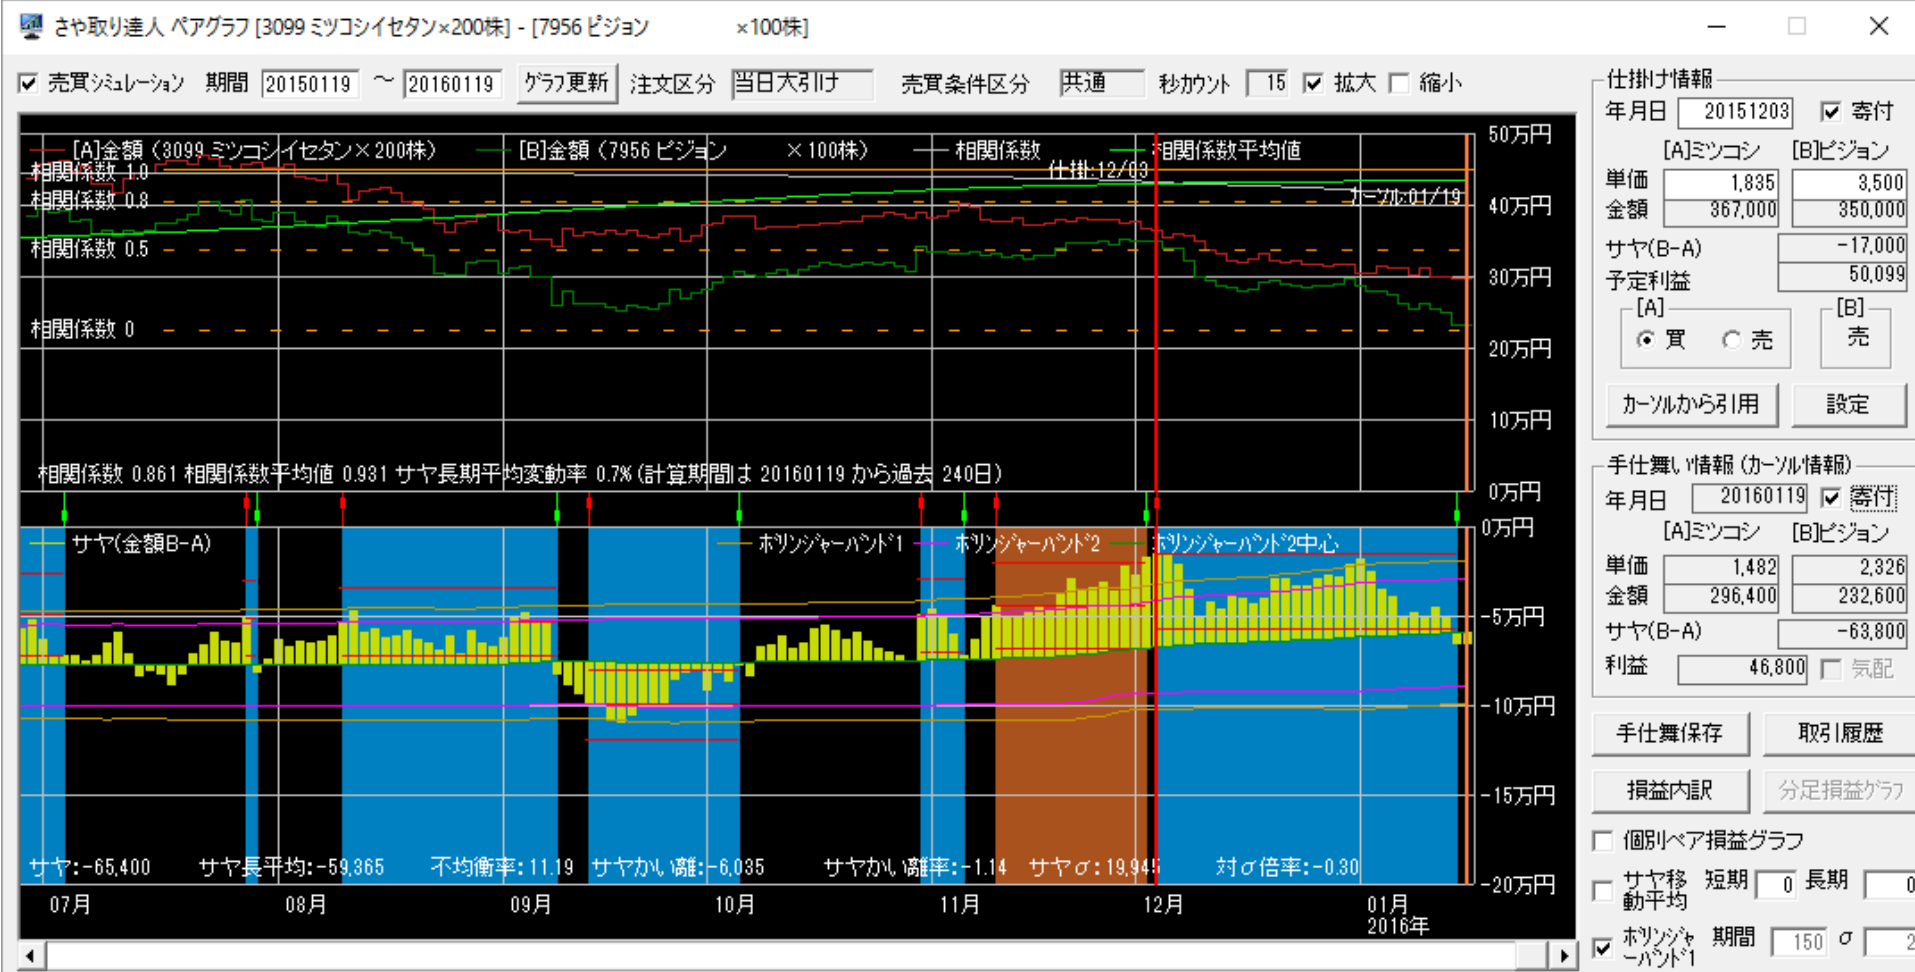 さや取り達人 ペアグラフ [3099 ミツコシイセタン×200株] - [7956 ピジョン ×100株]
売買シミュレーション 期間 20150119 ～ 20160119 グラフ更新 注文区分 当日大引け 売買条件区分 共通 秒カウント 15 拡大 縮小
[A]金額（3099 ミツコシイセタン×200株） [B]金額（7956 ピジョン ×100株） 相関係数 相関係数平均値
相関係数 1.0
仕掛:12/03
相関係数 0.8
カーソル:01/19
相関係数 0.5
相関係数 0
50万円
40万円
30万円
20万円
10万円
0万円
相関係数 0.861 相関係数平均値 0.931 サヤ長期平均変動率 0.7% (計算期間は 20160119 から過去 240日)
サヤ(金額B-A) ボリンジャーバンド1 ボリンジャーバンド2 ボリンジャーバンド2中心
0万円
-5万円
-10万円
-15万円
-20万円
サヤ:-65,400 サヤ長平均:-59,365 不均衡率:11.19 サヤかい離:-6,035 サヤかい離率:-1.14 サヤσ:19,945 対σ倍率:-0.30
07月 08月 09月 10月 11月 12月 01月
2016年
仕掛け情報
年月日 20151203 寄付
[A]ミツコシ [B]ピジョン
単価 1,835 3,500
金額 367,000 350,000
サヤ(B-A) -17,000
予定利益 50,099
[A] [B]
買 売 売
カーソルから引用 設定
手仕舞い情報 (カーソル情報)
年月日 20160119 寄付
[A]ミツコシ [B]ピジョン
単価 1,482 2,326
金額 296,400 232,600
サヤ(B-A) -63,800
利益 46,800 気配
手仕舞保存 取引履歴
損益内訳 分足損益グラフ
個別ペア損益グラフ
サヤ移動平均 短期 0 長期 0
ボリンジャーバンド1 期間 150 σ 2